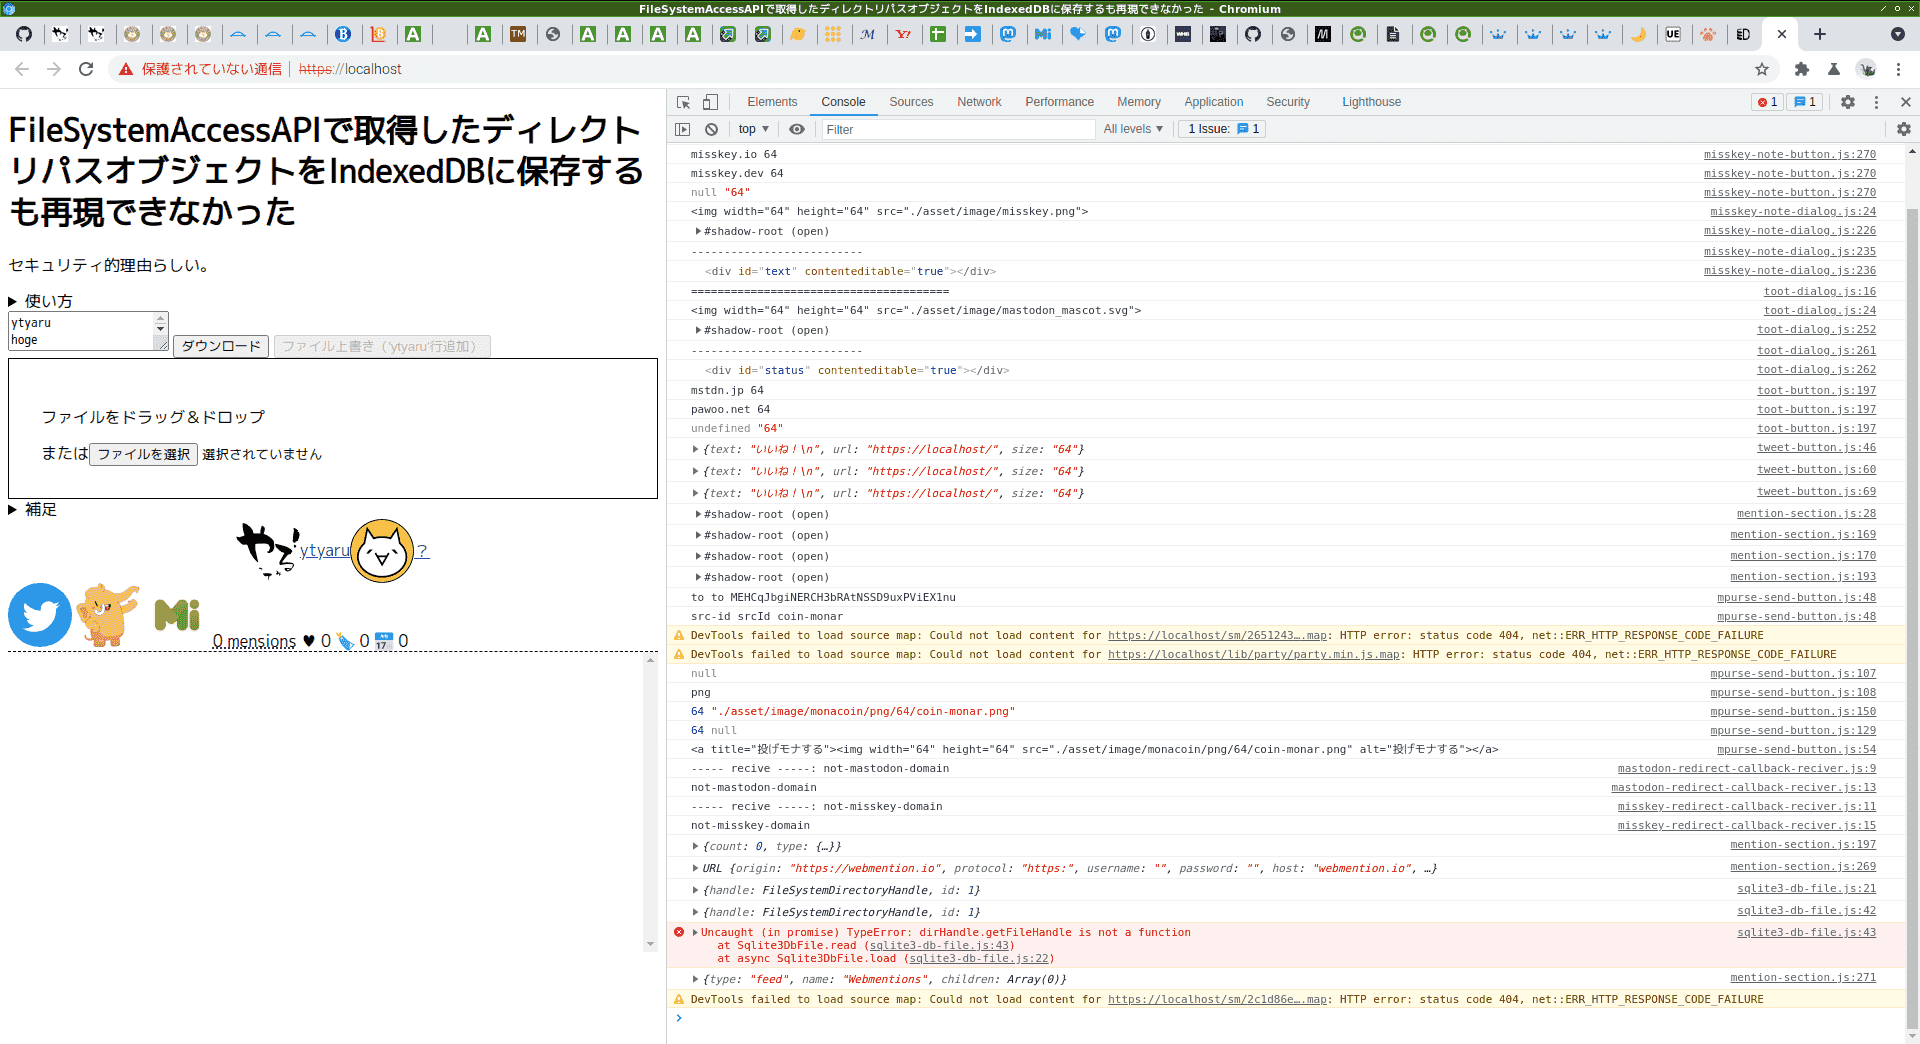 FileSystemAccessAPIで取得したディレクトリパスオブジェクトをIndexedDBに保存するも再現できなかった - Chromium
保護されていない通信 https://localhost
FileSystemAccessAPIで取得したディレクト
リパスオブジェクトをIndexedDBに保存する
も再現できなかった
セキュリティ的理由らしい。
▶ 使い方
ytyaru
hoge
ダウンロード ファイル上書き（'ytyaru'行追加）
ファイルをドラッグ＆ドロップ
またはファイルを選択 選択されていません
▶ 補足
ytyaru ？
0 mensions ♥ 0 0 0
Elements Console Sources Network Performance Memory Application Security Lighthouse 1 1
top ▼ Filter All levels ▼ 1 Issue: 1
misskey.io 64 misskey-note-button.js:270
misskey.dev 64 misskey-note-button.js:270
null "64" misskey-note-button.js:270
<img width="64" height="64" src="./asset/image/misskey.png"> misskey-note-dialog.js:24
▶#shadow-root (open) misskey-note-dialog.js:226
-------------------------- misskey-note-dialog.js:235
<div id="text" contenteditable="true"></div> misskey-note-dialog.js:236
======================================= toot-dialog.js:16
<img width="64" height="64" src="./asset/image/mastodon_mascot.svg"> toot-dialog.js:24
▶#shadow-root (open) toot-dialog.js:252
-------------------------- toot-dialog.js:261
<div id="status" contenteditable="true"></div> toot-dialog.js:262
mstdn.jp 64 toot-button.js:197
pawoo.net 64 toot-button.js:197
undefined "64" toot-button.js:197
▶{text: "いいね！\n", url: "https://localhost/", size: "64"} tweet-button.js:46
▶{text: "いいね！\n", url: "https://localhost/", size: "64"} tweet-button.js:60
▶{text: "いいね！\n", url: "https://localhost/", size: "64"} tweet-button.js:69
▶#shadow-root (open) mention-section.js:28
▶#shadow-root (open) mention-section.js:169
▶#shadow-root (open) mention-section.js:170
▶#shadow-root (open) mention-section.js:193
to to MEHCqJbgiNERCH3bRAtNSSD9uxPViEX1nu mpurse-send-button.js:48
src-id srcId coin-monar mpurse-send-button.js:48
DevTools failed to load source map: Could not load content for https://localhost/sm/2651243….map: HTTP error: status code 404, net::ERR_HTTP_RESPONSE_CODE_FAILURE
DevTools failed to load source map: Could not load content for https://localhost/lib/party/party.min.js.map: HTTP error: status code 404, net::ERR_HTTP_RESPONSE_CODE_FAILURE
null mpurse-send-button.js:107
png mpurse-send-button.js:108
64 "./asset/image/monacoin/png/64/coin-monar.png" mpurse-send-button.js:150
64 null mpurse-send-button.js:129
<a title="投げモナする"><img width="64" height="64" src="./asset/image/monacoin/png/64/coin-monar.png" alt="投げモナする"></a> mpurse-send-button.js:54
----- recive -----: not-mastodon-domain mastodon-redirect-callback-reciver.js:9
not-mastodon-domain mastodon-redirect-callback-reciver.js:13
----- recive -----: not-misskey-domain misskey-redirect-callback-reciver.js:11
not-misskey-domain misskey-redirect-callback-reciver.js:15
▶{count: 0, type: {…}} mention-section.js:197
▶URL {origin: "https://webmention.io", protocol: "https:", username: "", password: "", host: "webmention.io", …} mention-section.js:269
▶{handle: FileSystemDirectoryHandle, id: 1} sqlite3-db-file.js:21
▶{handle: FileSystemDirectoryHandle, id: 1} sqlite3-db-file.js:42
▶Uncaught (in promise) TypeError: dirHandle.getFileHandle is not a function sqlite3-db-file.js:43
at Sqlite3DbFile.read (sqlite3-db-file.js:43)
at async Sqlite3DbFile.load (sqlite3-db-file.js:22)
▶{type: "feed", name: "Webmentions", children: Array(0)} mention-section.js:271
DevTools failed to load source map: Could not load content for https://localhost/sm/2c1d86e….map: HTTP error: status code 404, net::ERR_HTTP_RESPONSE_CODE_FAILURE